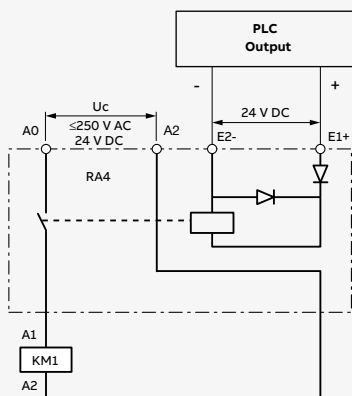 PLC
Output
- +
Uc
24 V DC
≤250 V AC
24 V DC
A0 A2 E2- E1+
RA4
A1
KM1
A2